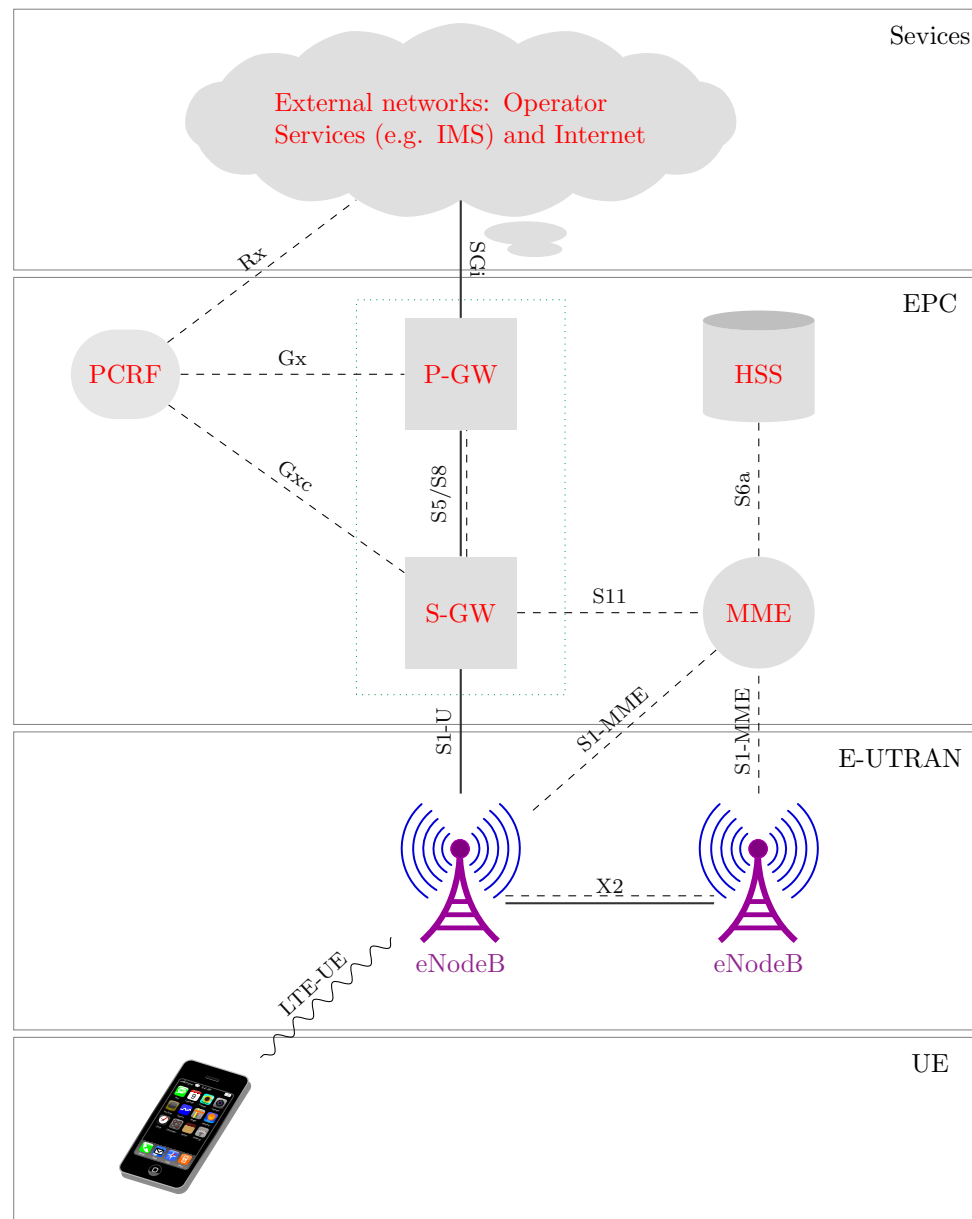 Sevices
External networks: Operator
Services (e.g. IMS) and Internet
Rx
SGi
EPC
PCRF
Gx
P-GW
HSS
Gxc
S5/S8
S6a
S-GW
S11
MME
S1-U
S1-MME
S1-MME
E-UTRAN
X2
eNodeB
eNodeB
LTE-UE
UE